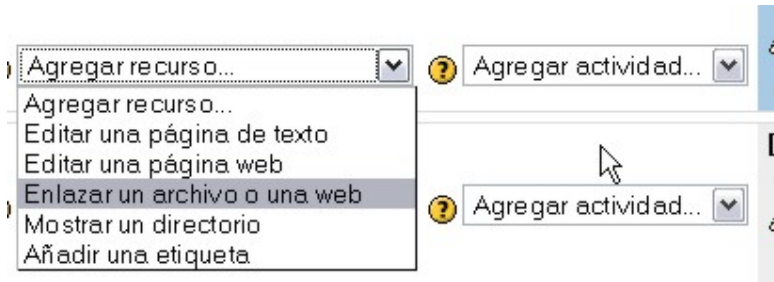 Agregar recurso...
Agregar actividad...
Agregar recurso...
Editar una página de texto
Editar una página web
Enlazar un archivo o una web
Mostrar un directorio
Añadir una etiqueta
Agregar actividad...